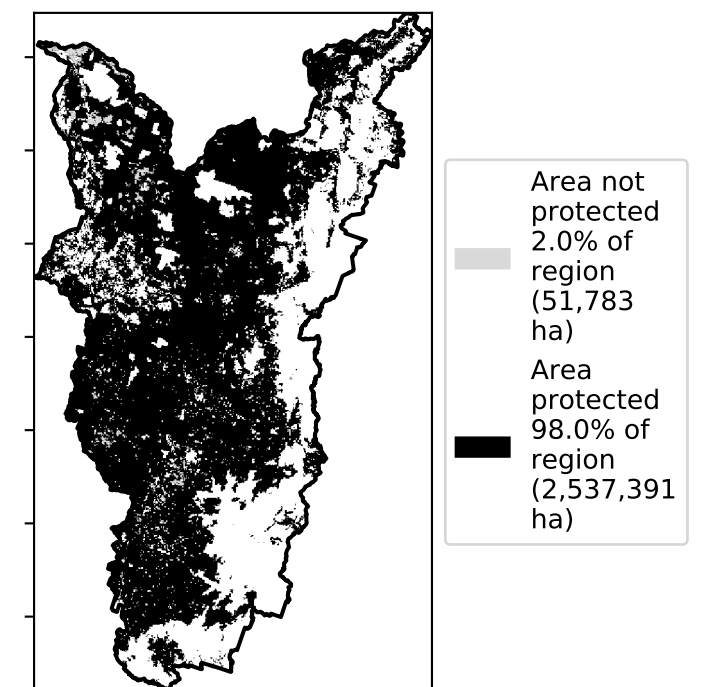 Area not
protected
2.0% of
region
(51,783
ha)
Area
protected
98.0% of
region
(2,537,391
ha)